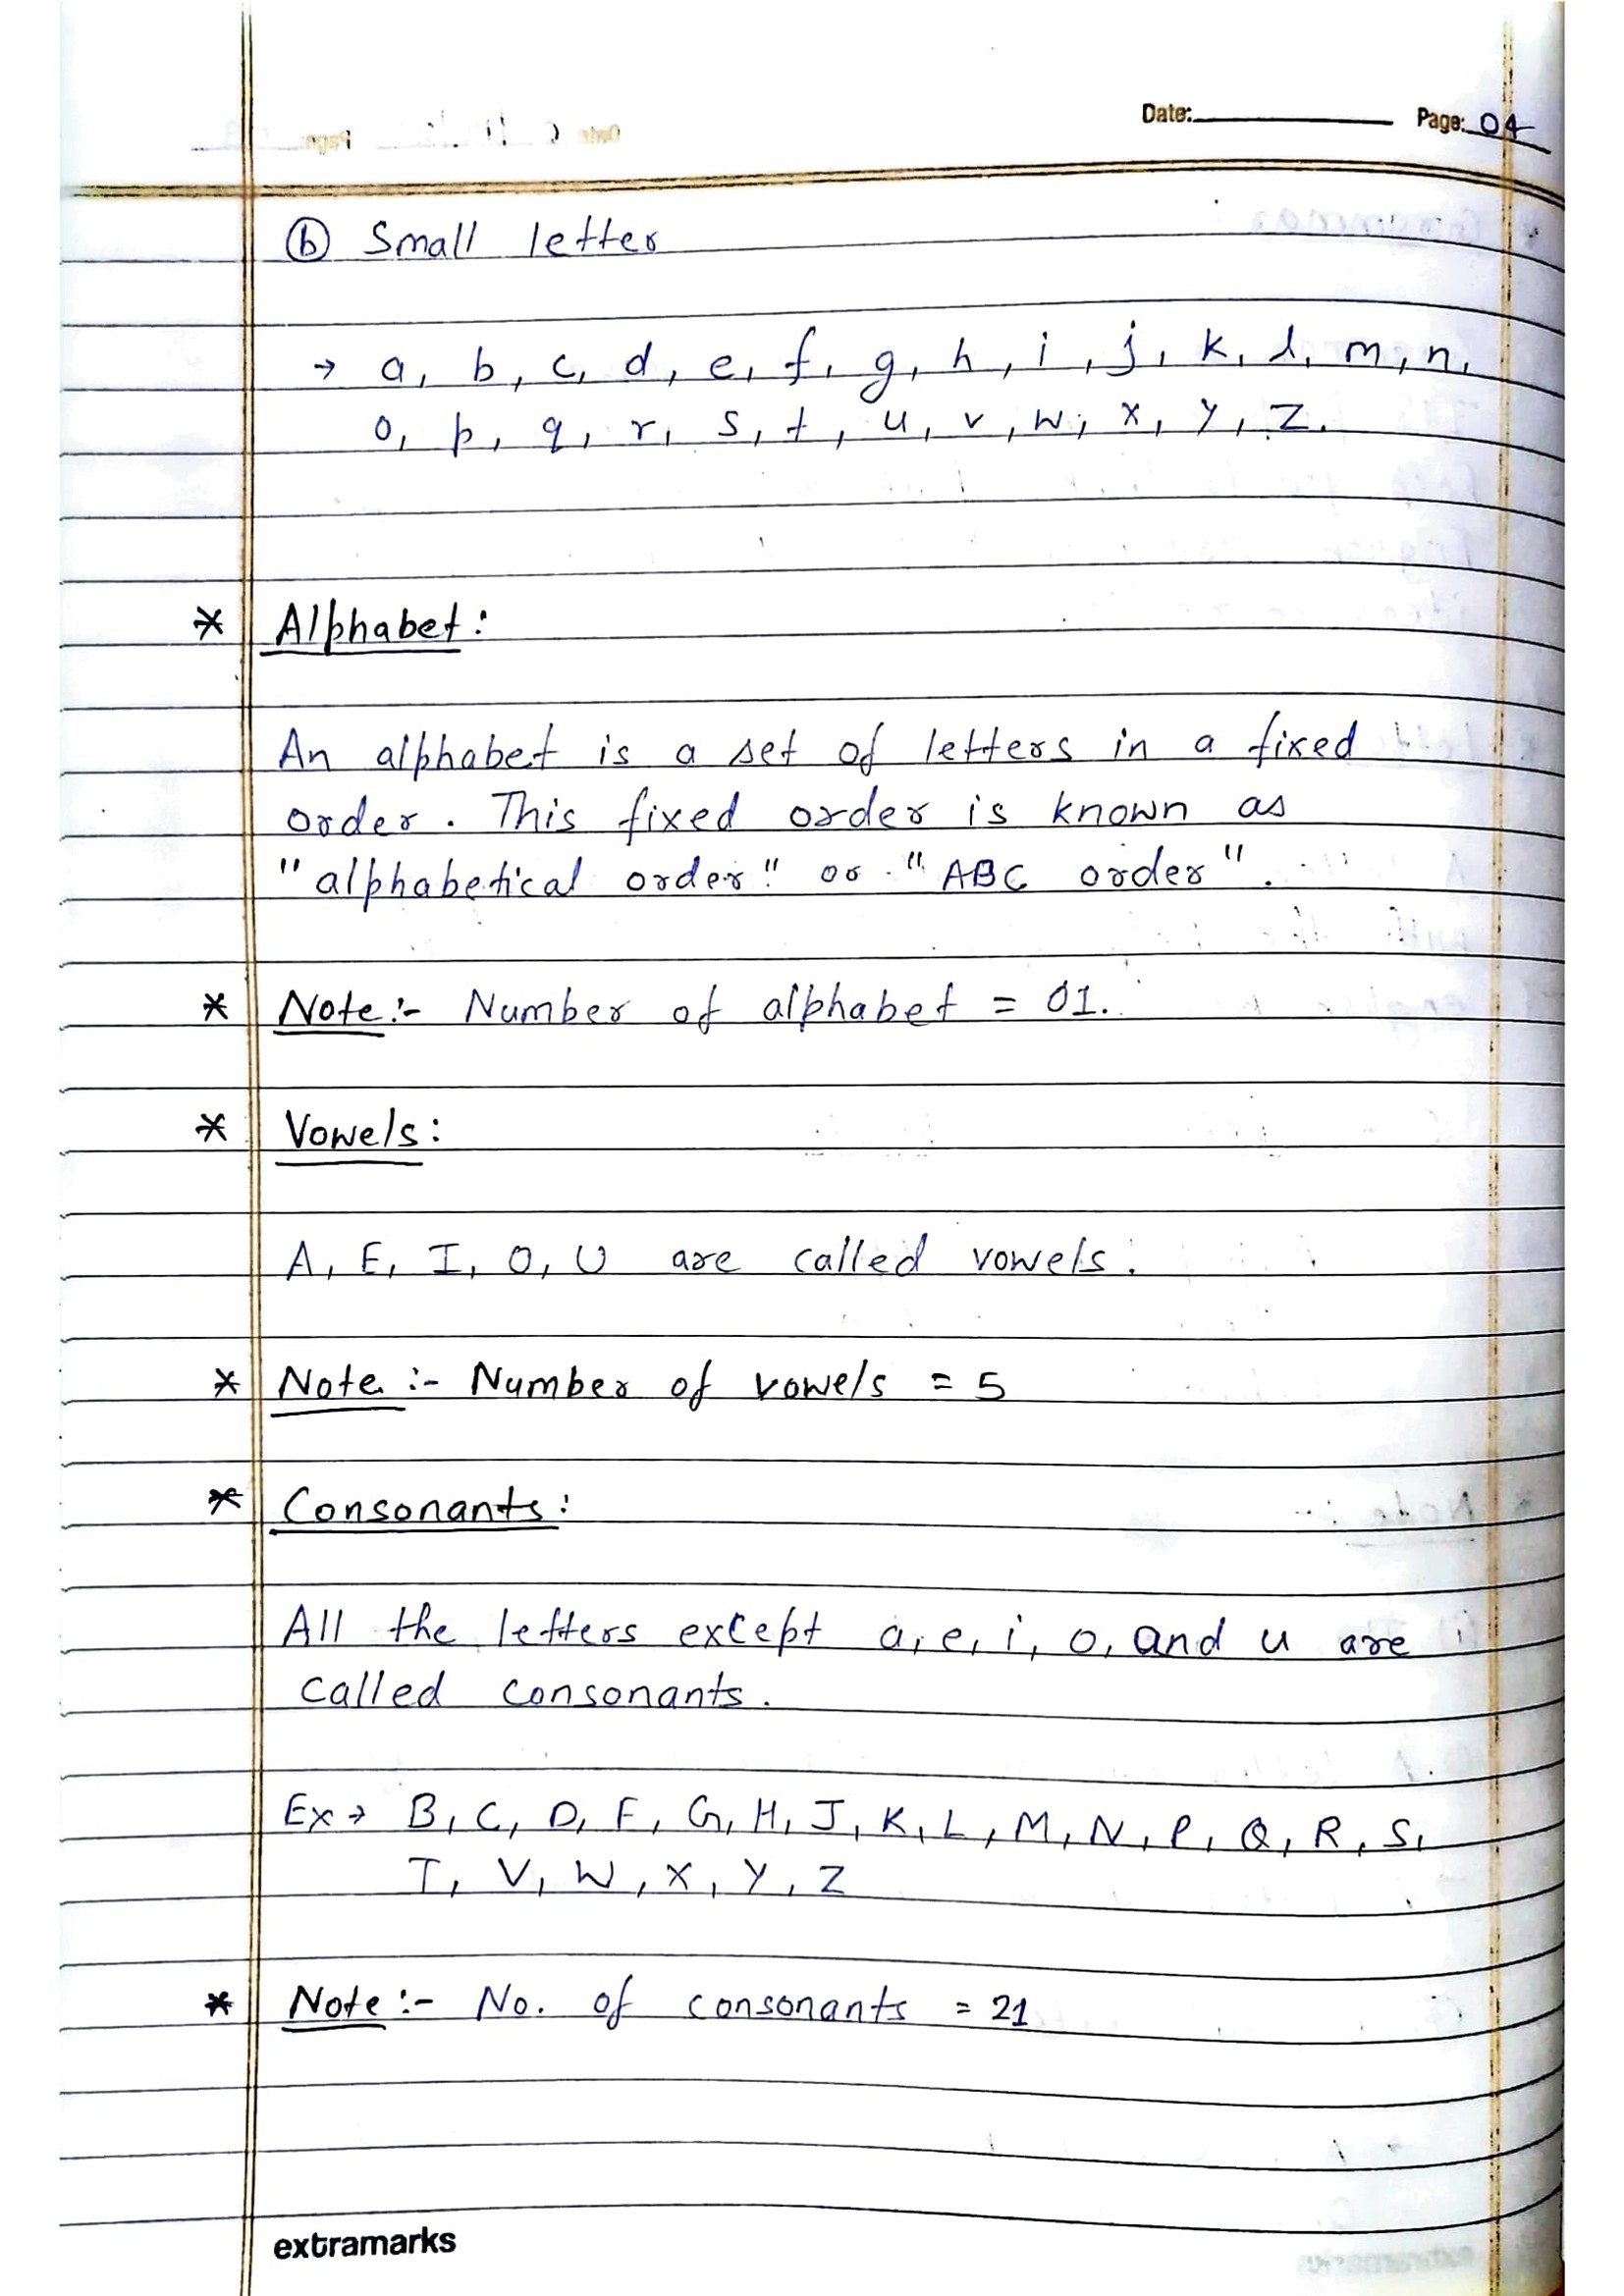 Date: Page: 04
ⓑ Small letter
→ a, b, c, d, e, f, g, h, i, j, k, l, m, n,
o, p, q, r, s, t, u, v, w, x, y, z.
* Alphabet:
An alphabet is a set of letters in a fixed
order. This fixed order is known as
"alphabetical order" or "ABC order".
* Note:- Number of alphabet = 01.
* Vowels:
A, E, I, O, U are called vowels.
* Note :- Number of vowels = 5
* Consonants:
All the letters except a, e, i, o, and u are
called consonants.
Ex→ B, C, D, F, G, H, J, K, L, M, N, P, Q, R, S,
T, V, W, X, Y, Z
* Note:- No. of consonants = 21
extramarks